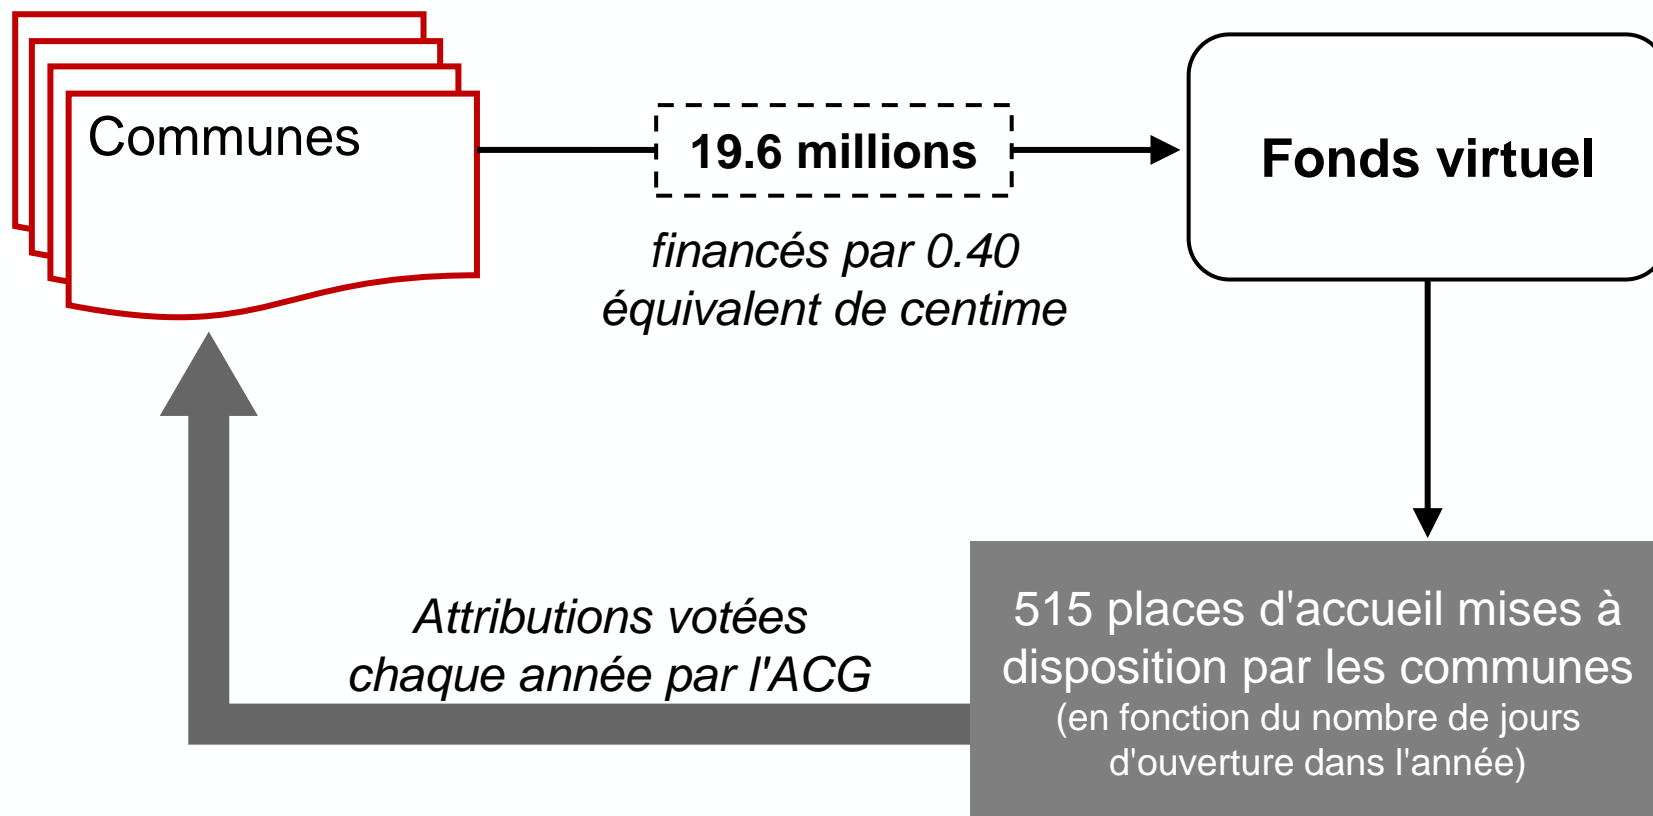 Communes
19.6 millions
Fonds virtuel
financés par 0.40
équivalent de centime
Attributions votées
chaque année par l'ACG
515 places d'accueil mises à
disposition par les communes
(en fonction du nombre de jours
d'ouverture dans l'année)